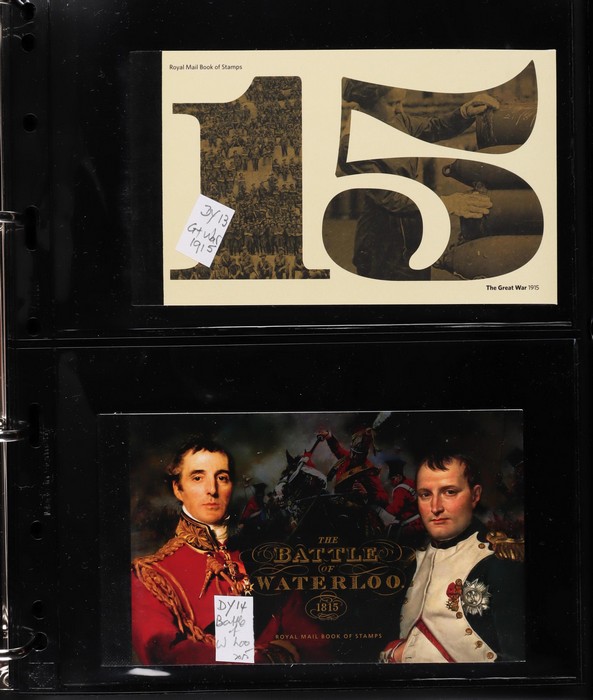 Royal Mail Book of Stamps
15
DY13
Gt War
1915
The Great War 1915
THE
BATTLE
OF
WATERLOO.
1815
DY14
Battle
of
W'loo
ROYAL MAIL BOOK OF STAMPS